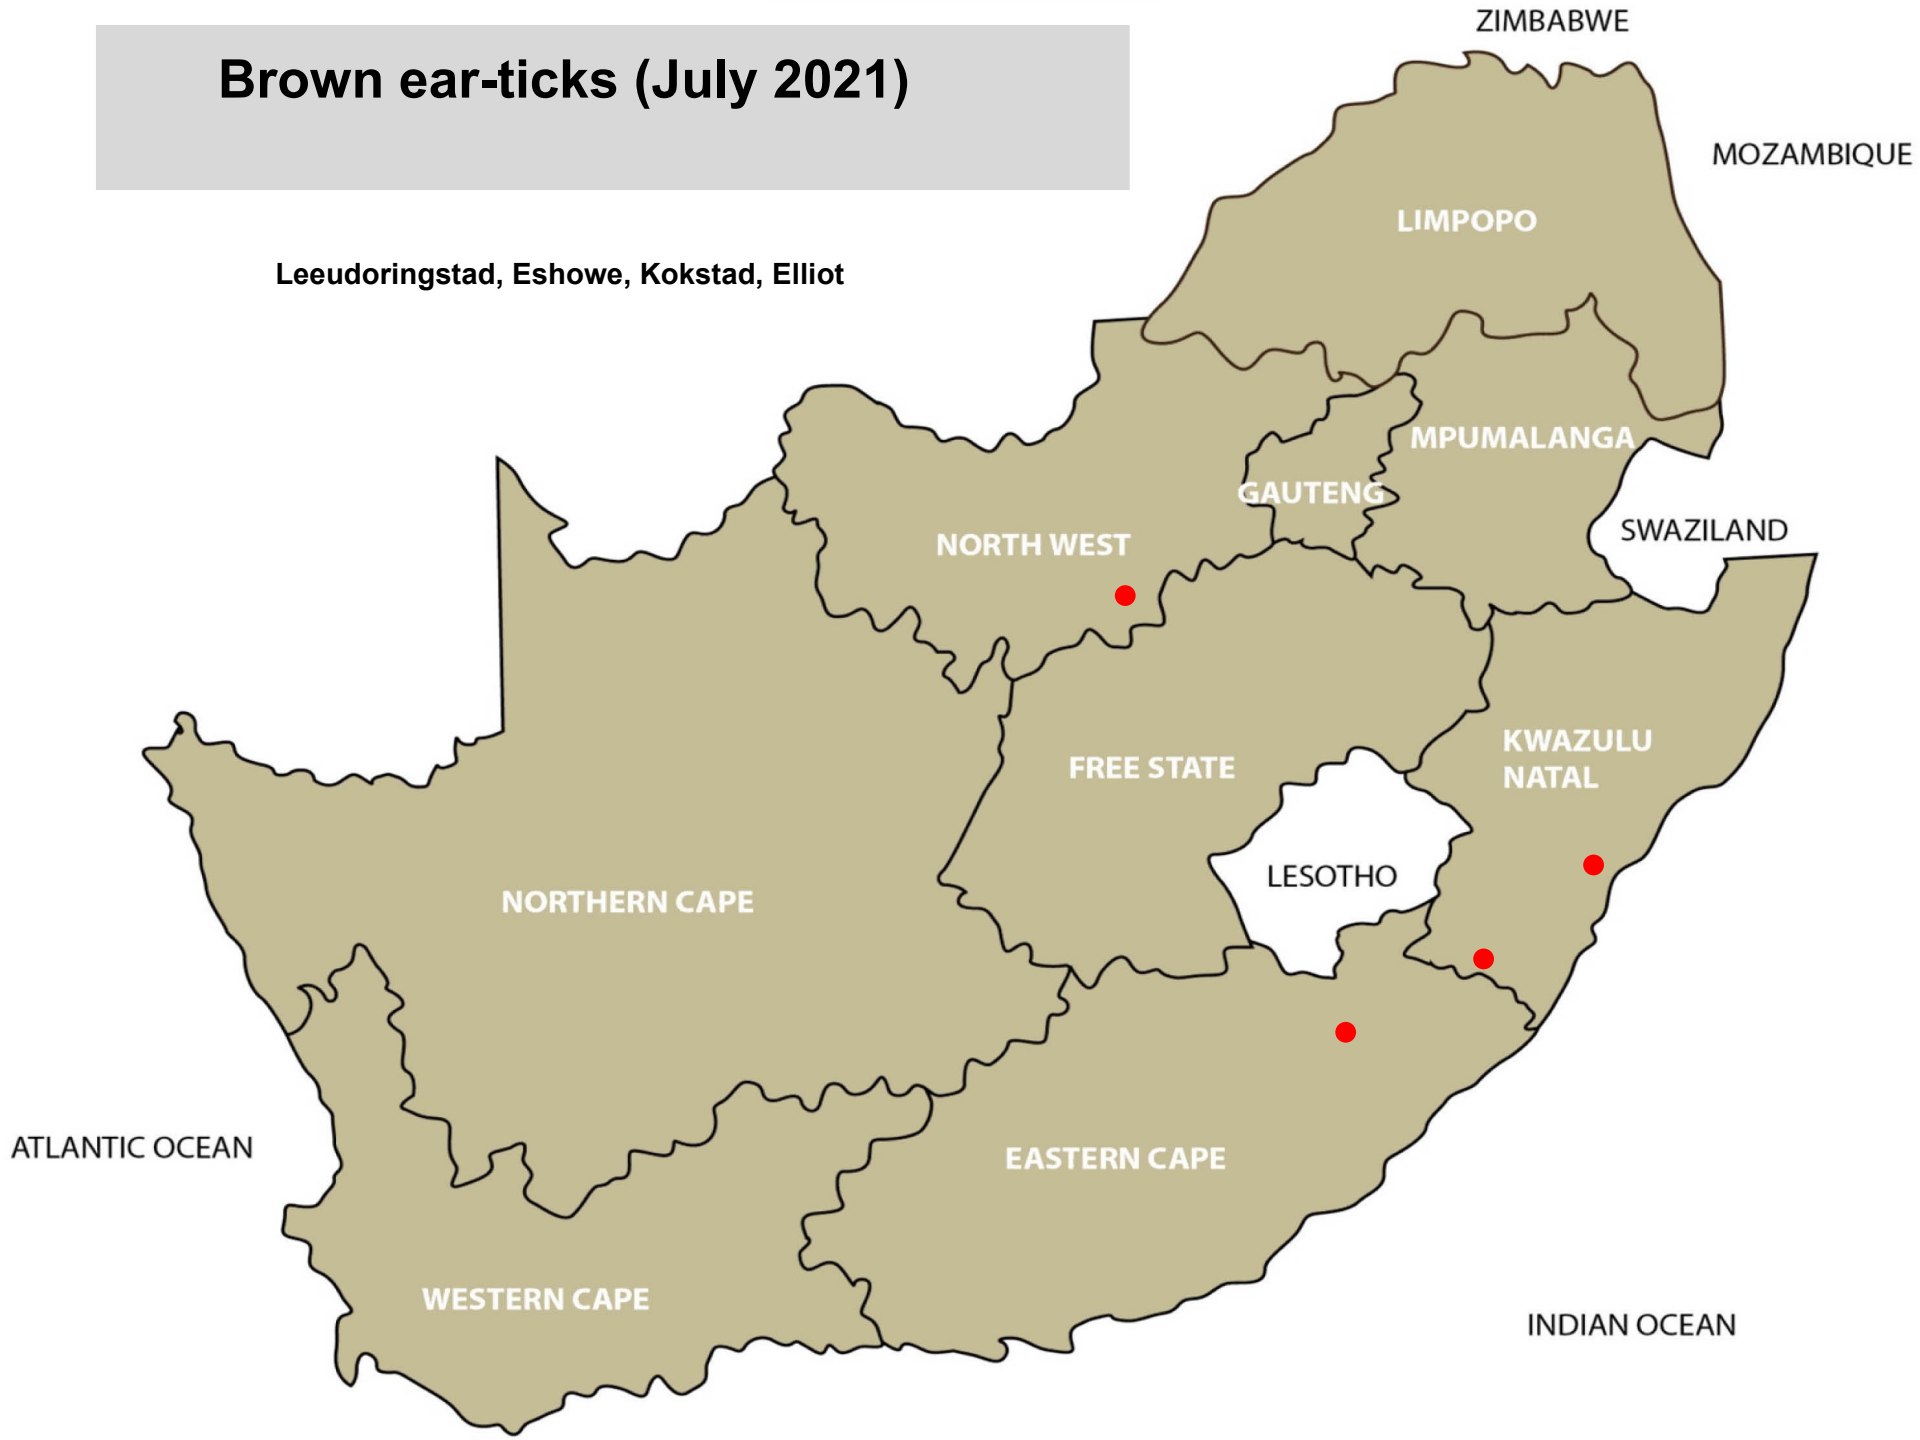 ZIMBABWE
Brown ear-ticks (July 2021)
MOZAMBIQUE
LIMPOPO
Leeudoringstad, Eshowe, Kokstad, Elliot
MPUMALANGA
GAUTENG
SWAZILAND
NORTH WEST
KWAZULU
NATAL
FREE STATE
LESOTHO
NORTHERN CAPE
ATLANTIC OCEAN
EASTERN CAPE
WESTERN CAPE
INDIAN OCEAN